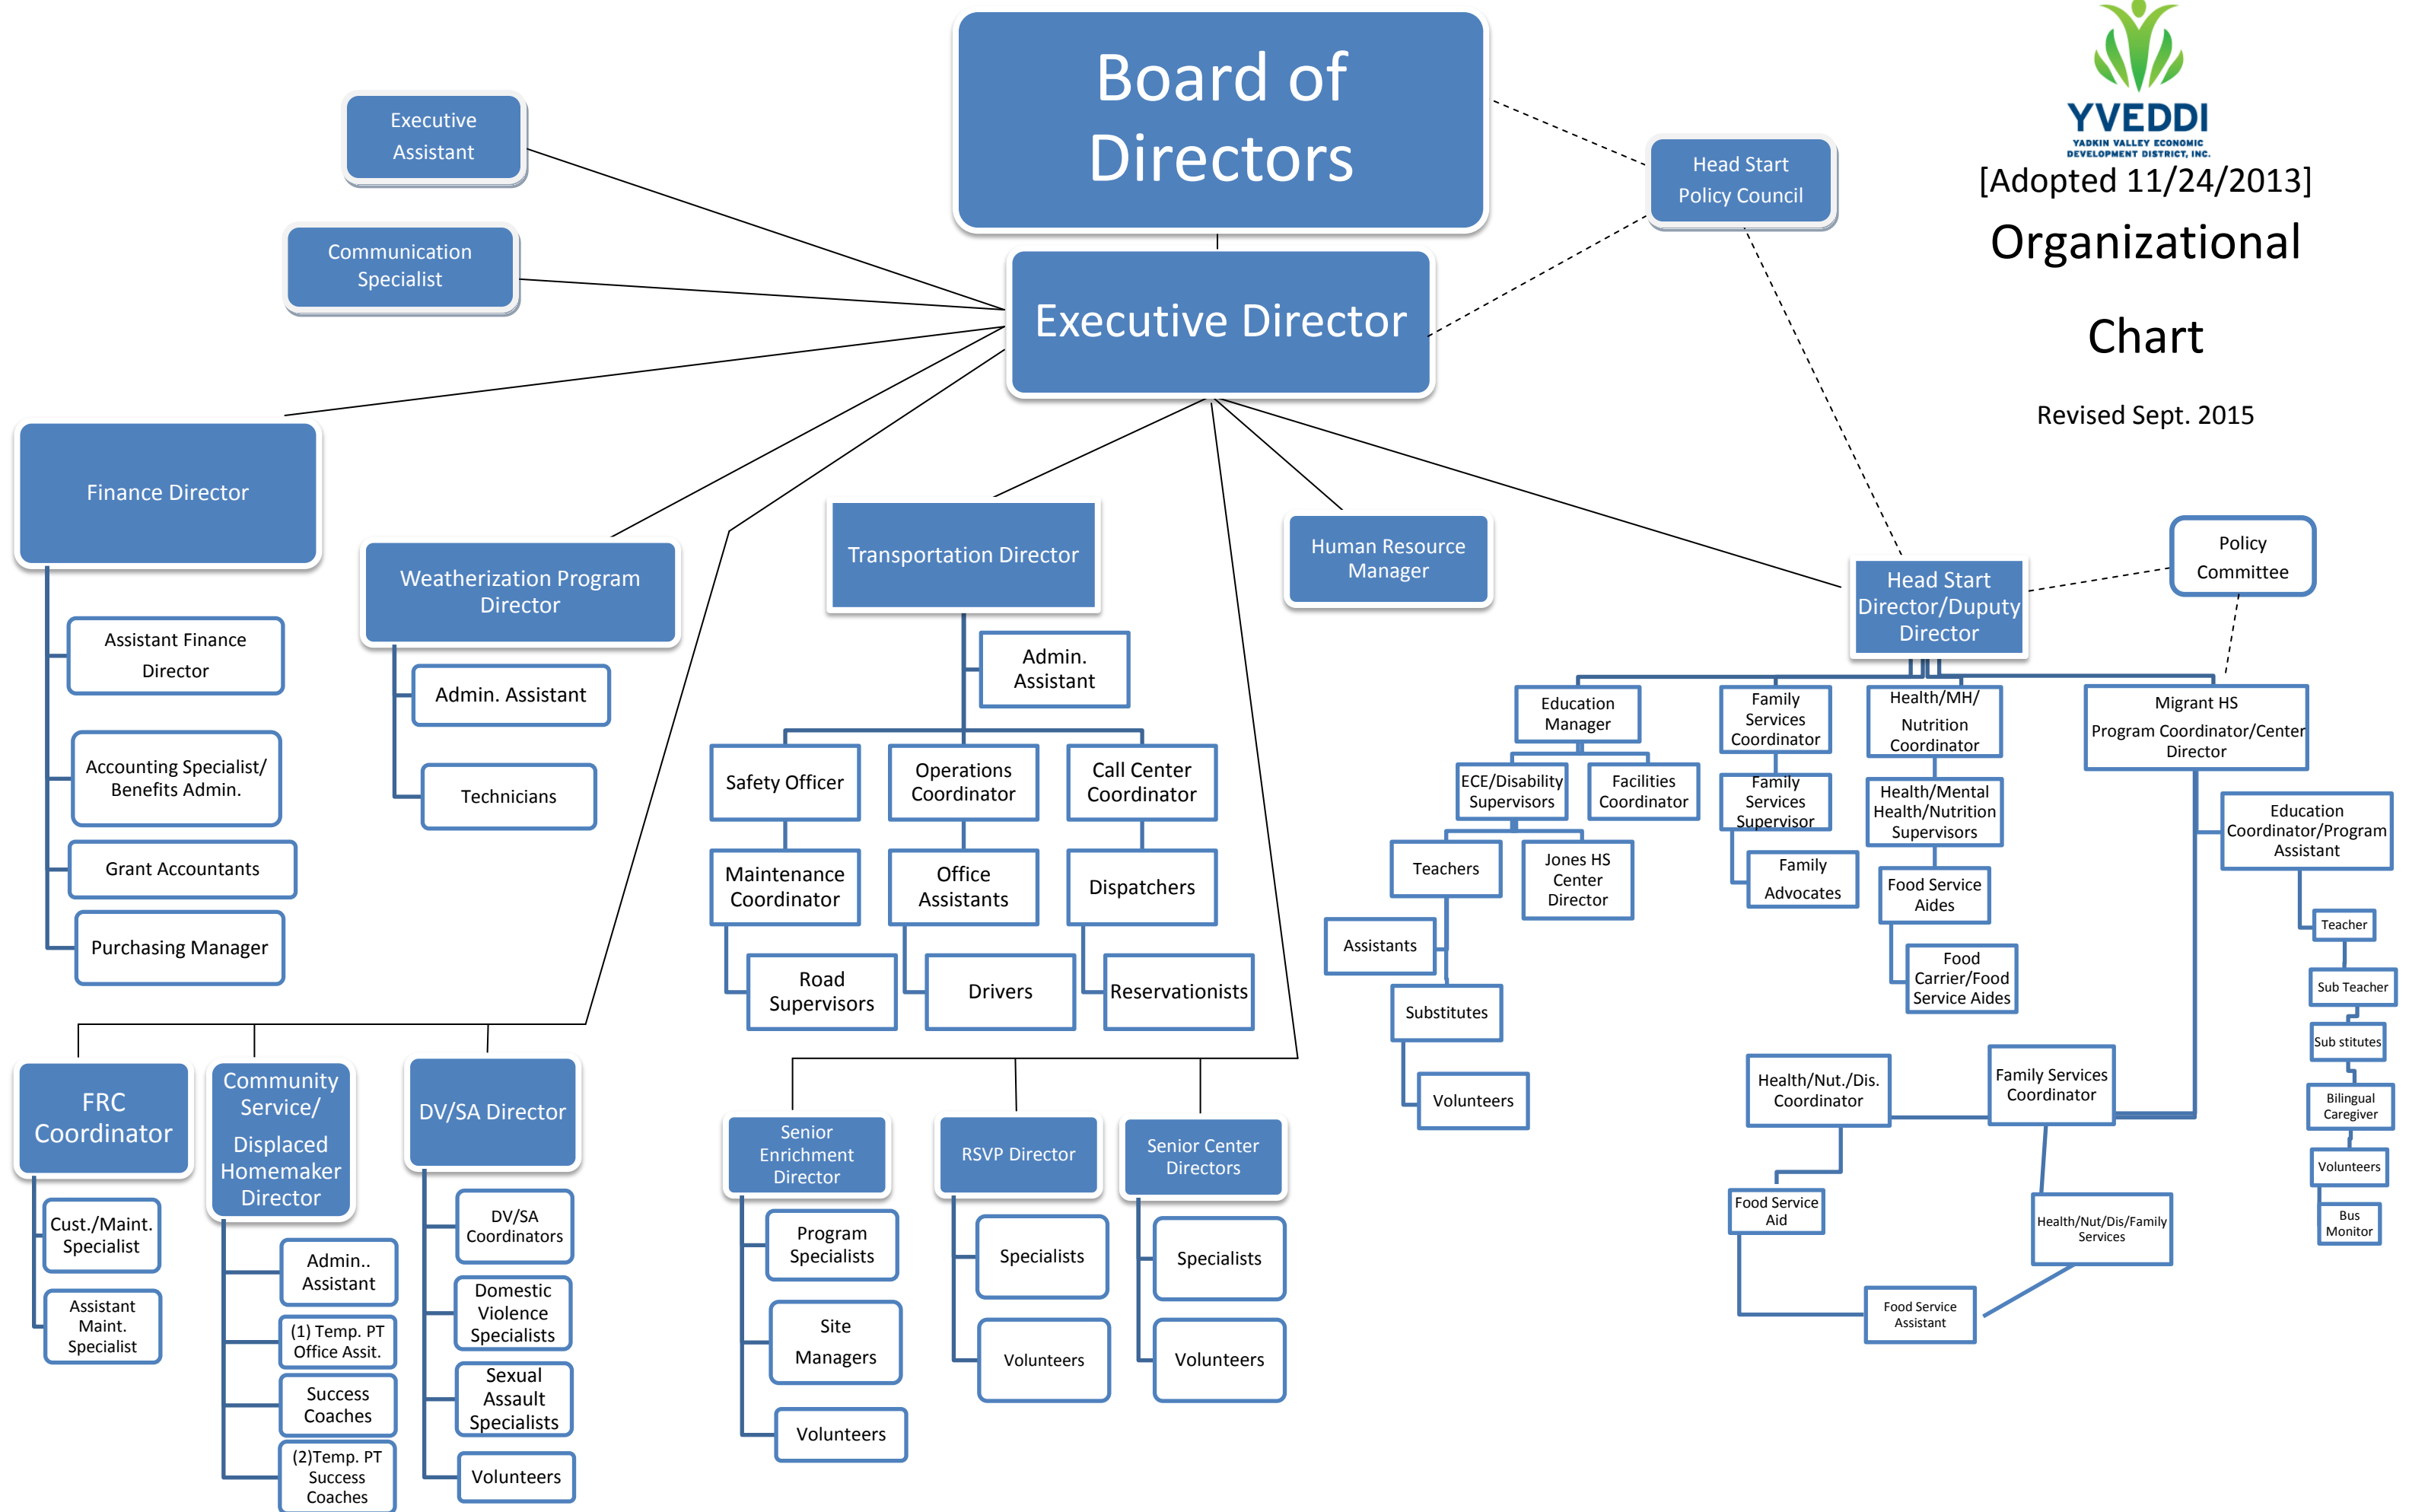 Board of
Directors
YVEDDI
YADKIN VALLEY ECONOMIC
DEVELOPMENT DISTRICT, INC.
[Adopted 11/24/2013]
Organizational
Chart
Revised Sept. 2015
Executive
Assistant
Head Start
Policy Council
Communication
Specialist
Executive Director
Finance Director
Assistant Finance
Director
Accounting Specialist/
Benefits Admin.
Grant Accountants
Purchasing Manager
Weatherization Program
Director
Admin. Assistant
Technicians
Transportation Director
Admin.
Assistant
Safety Officer
Maintenance
Coordinator
Road
Supervisors
Operations
Coordinator
Office
Assistants
Drivers
Call Center
Coordinator
Dispatchers
Reservationists
Human Resource
Manager
Head Start
Director/Duputy
Director
Policy
Committee
Education
Manager
ECE/Disability
Supervisors
Facilities
Coordinator
Teachers
Jones HS
Center
Director
Assistants
Substitutes
Volunteers
Family
Services
Coordinator
Family
Services
Supervisor
Family
Advocates
Health/MH/
Nutrition
Coordinator
Health/Mental
Health/Nutrition
Supervisors
Food Service
Aides
Food
Carrier/Food
Service Aides
Migrant HS
Program Coordinator/Center
Director
Education
Coordinator/Program
Assistant
Teacher
Sub Teacher
Sub stitutes
Bilingual
Caregiver
Volunteers
Bus
Monitor
Health/Nut./Dis.
Coordinator
Family Services
Coordinator
Food Service
Aid
Health/Nut/Dis/Family
Services
Food Service
Assistant
FRC
Coordinator
Cust./Maint.
Specialist
Assistant
Maint.
Specialist
Community
Service/
Displaced
Homemaker
Director
Admin..
Assistant
(1) Temp. PT
Office Assit.
Success
Coaches
(2)Temp. PT
Success
Coaches
DV/SA Director
DV/SA
Coordinators
Domestic
Violence
Specialists
Sexual
Assault
Specialists
Volunteers
Senior
Enrichment
Director
Program
Specialists
Site
Managers
Volunteers
RSVP Director
Specialists
Volunteers
Senior Center
Directors
Specialists
Volunteers